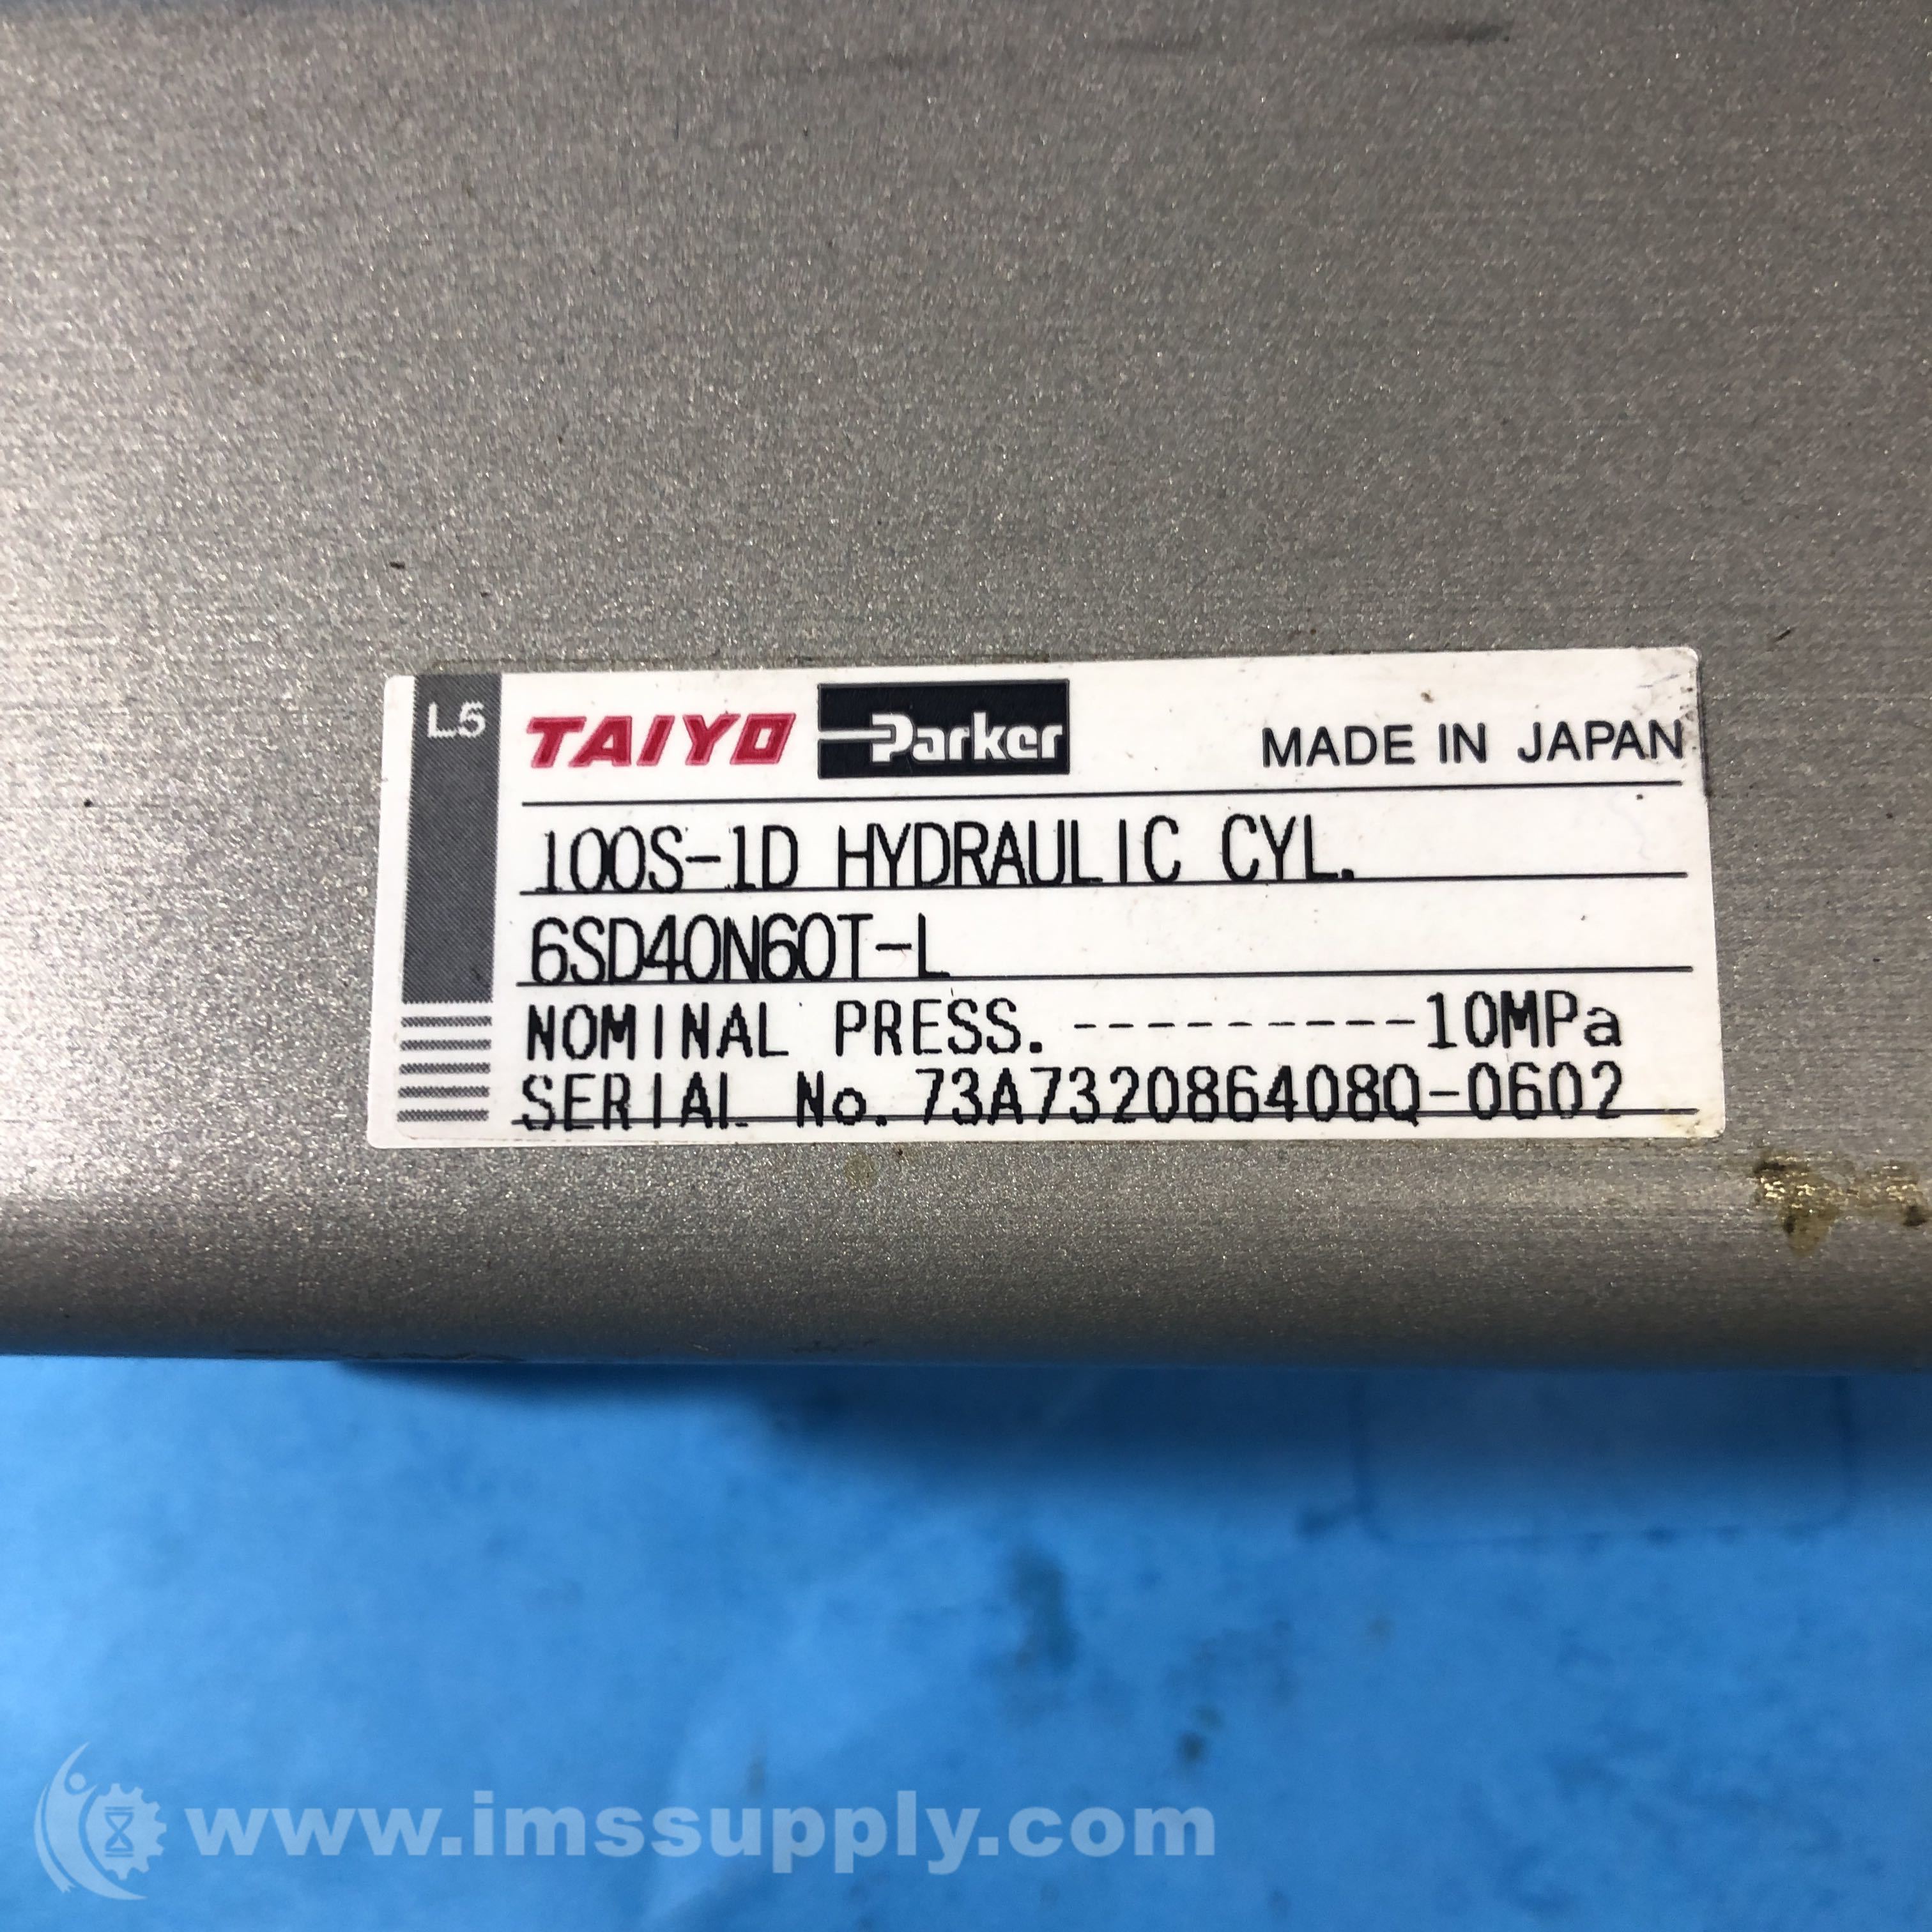 L5 TAIYO Parker MADE IN JAPAN
100S-1D HYDRAULIC CYL.
6SD40N60T-L
NOMINAL PRESS. ---------10MPa
SERIAL No. 73A732086408Q-0602
www.imssupply.com